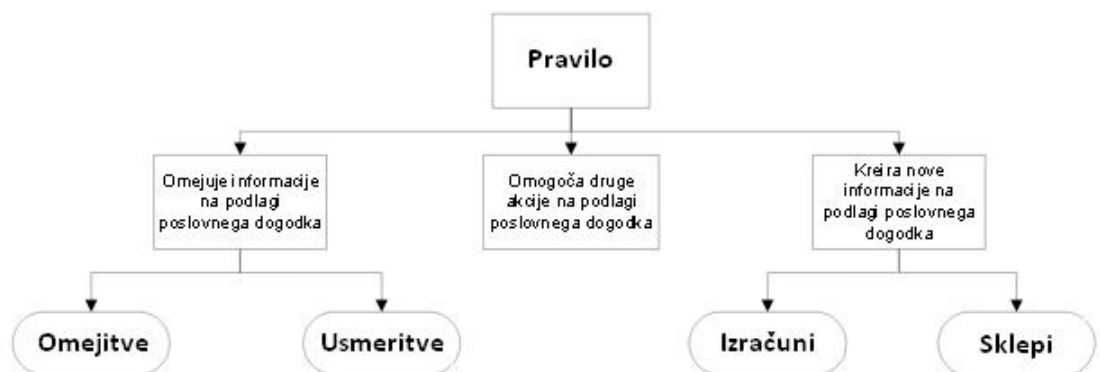 Pravilo
Omejuje informacije
na podlagi
poslovnega dogodka
Omogoča druge
akcije na podlagi
poslovnega dogodka
Kreira nove
informacije na
podlagi poslovnega
dogodka
Omejitve
Usmeritve
Izračuni
Sklepi